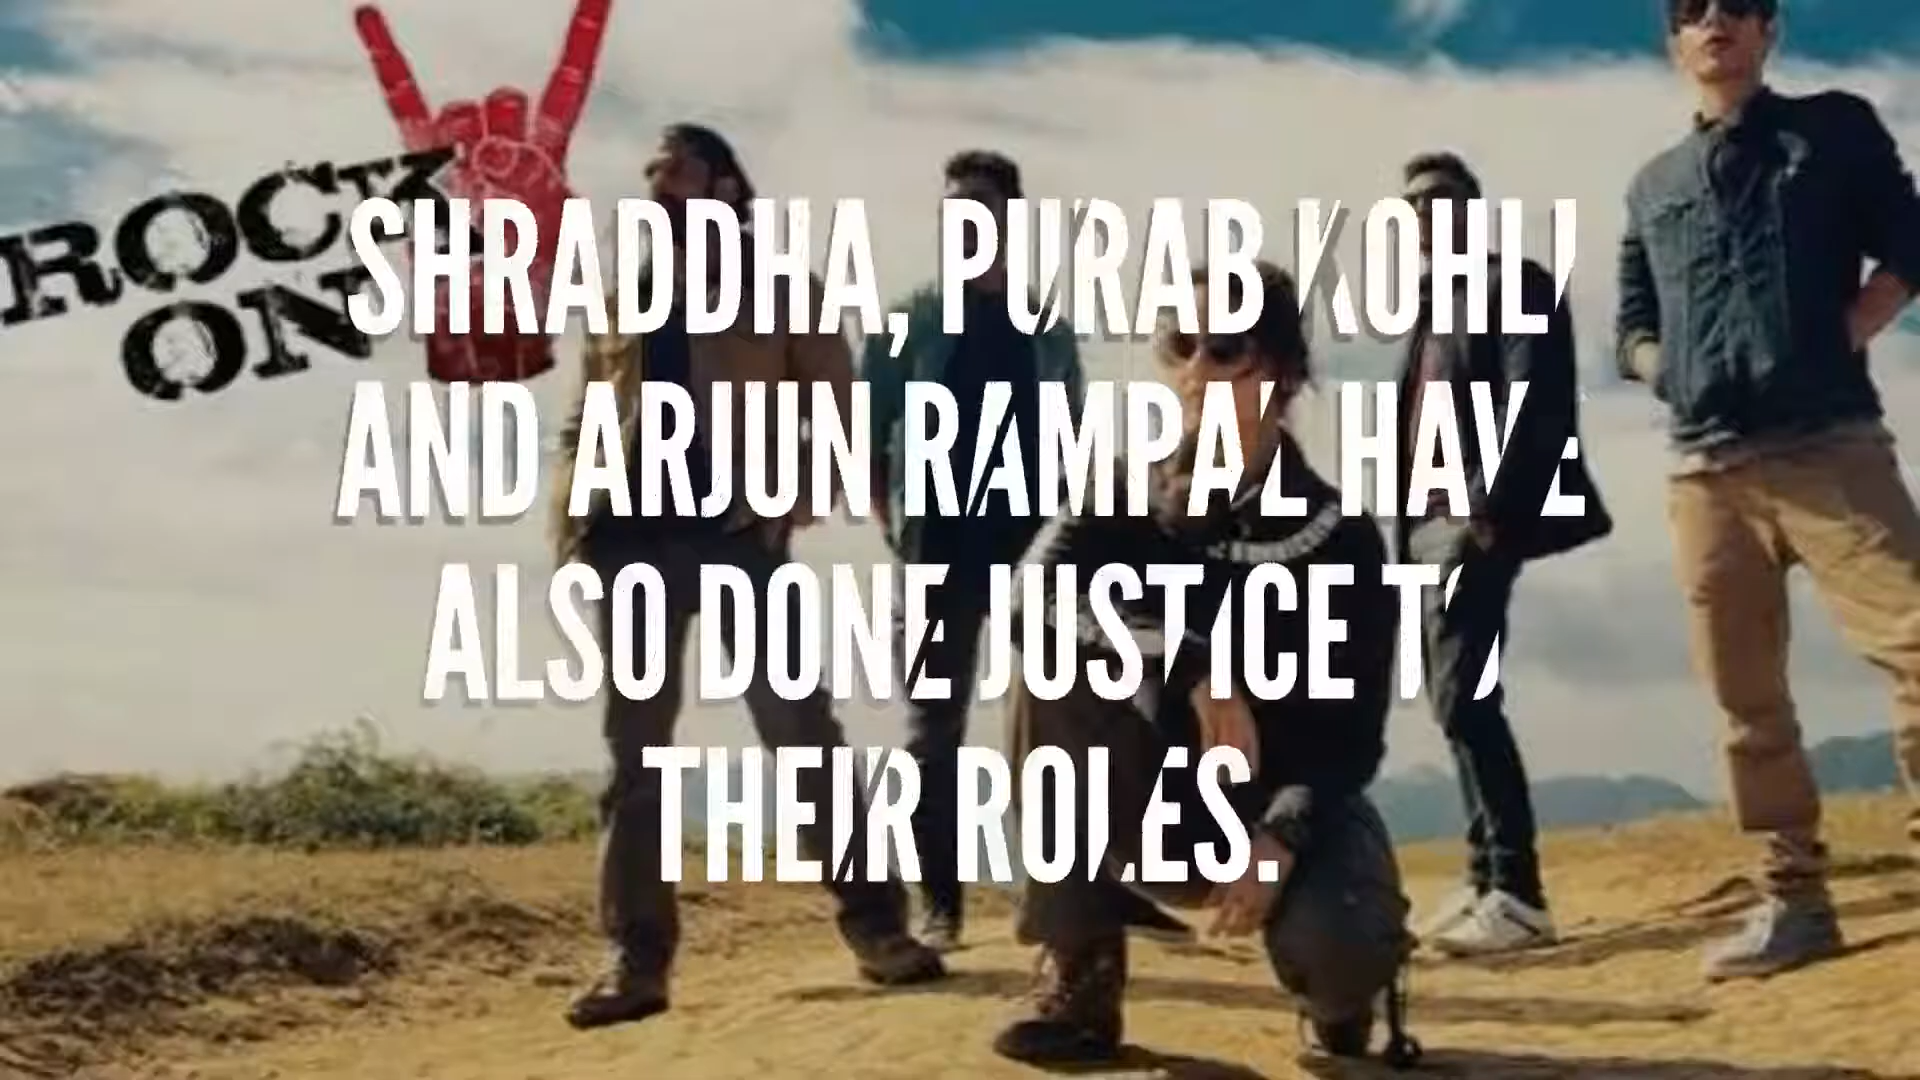 ROCK
ON
SHRADDHA, PURAB KOHLI
AND ARJUN RAMPAL HAVE
ALSO DONE JUSTICE TO
THEIR ROLES.